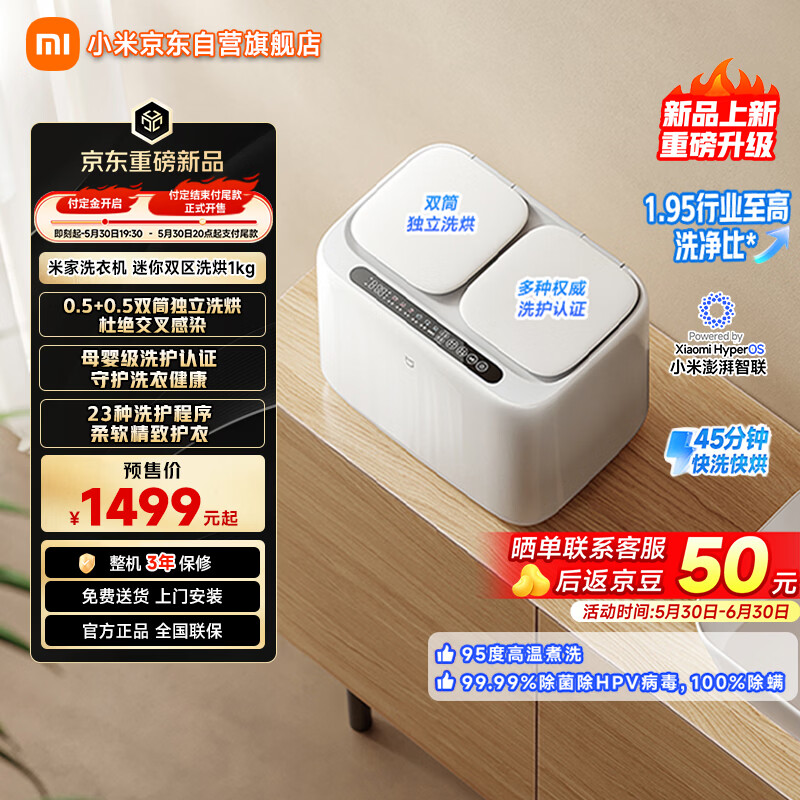 小米京东自营旗舰店
京东重磅新品
付定金开启
付定结束付尾款
正式开售
即刻起-5月30日19:30 - 5月30日20点起支付尾款
米家洗衣机 迷你双区洗烘1kg
0.5+0.5双筒独立洗烘
杜绝交叉感染
母婴级洗护认证
守护洗衣健康
23种洗护程序
柔软精致护衣
预售价
¥1499元起
整机3年保修
免费送货 上门安装
官方正品 全国联保
双筒
独立洗烘
多种权威
洗护认证
新品上新
重磅升级
1.95行业至高
洗净比*
Powered by
Xiaomi HyperOS
小米澎湃智联
45分钟
快洗快烘
晒单联系客服
后返京豆50元
活动时间:5月30日-6月30日
95度高温煮洗
99.99%除菌除HPV病毒,100%除螨